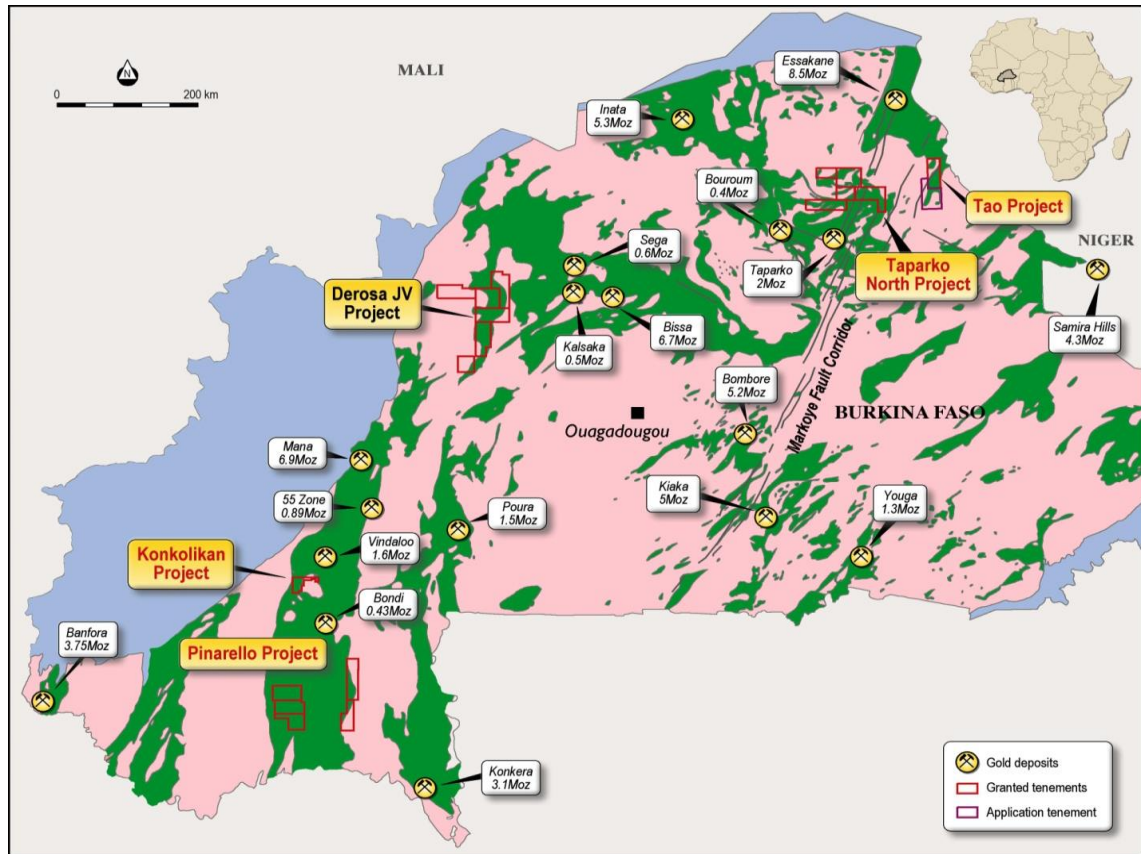 MALI
N
0
200 km
Essakane
8.5Moz
Inata
5.3Moz
Bouroum
0.4Moz
Tao Project
Sega
0.6Moz
Taparko
2Moz
Taparko
North Project
NIGER
Derosa JV
Project
Samira Hills
4.3Moz
Kalsaka
0.5Moz
Bissa
6.7Moz
Markoye Fault Corridor
Bombore
5.2Moz
BURKINA FASO
Ouagadougou
Mana
6.9Moz
55 Zone
0.89Moz
Poura
1.5Moz
Kiaka
5Moz
Youga
1.3Moz
Vindaloo
1.6Moz
Konkolikan
Project
Bondi
0.43Moz
Banfora
3.75Moz
Pinarello Project
Konkera
3.1Moz
Gold deposits
Granted tenements
Application tenement